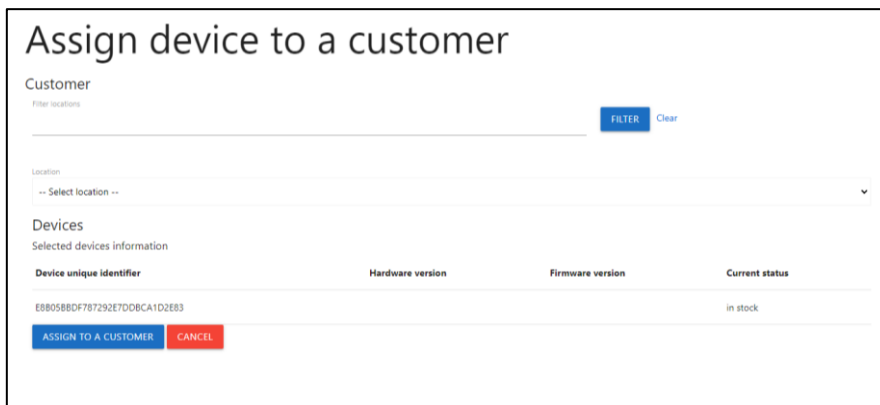 Assign device to a customer
Customer
Filter locations
FILTER Clear
Location
-- Select location --
Devices
Selected devices information
Device unique identifier Hardware version Firmware version Current status
E8B05BBDF787292E7DDBCA1D2E83 in stock
ASSIGN TO A CUSTOMER CANCEL